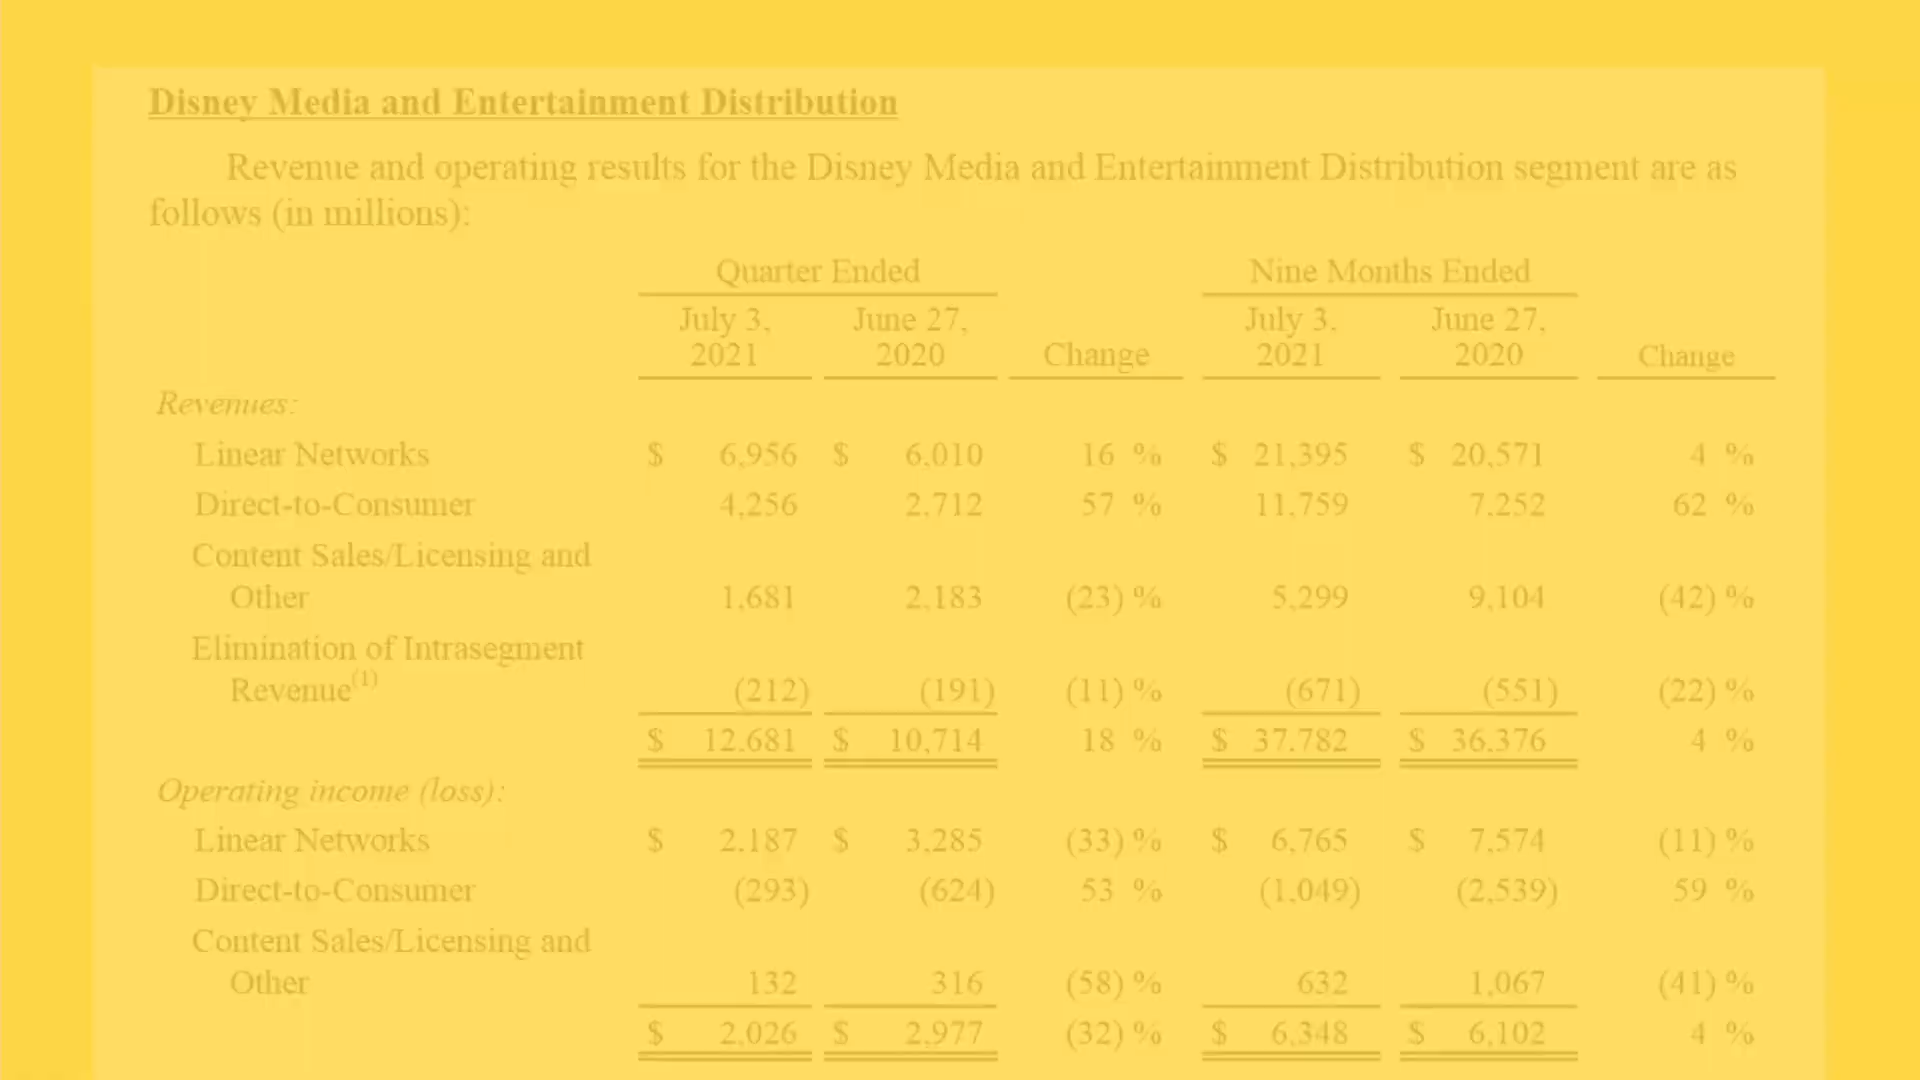 Disney Media and Entertainment Distribution
Revenue and operating results for the Disney Media and Entertainment Distribution segment are as
follows (in millions):
Quarter Ended Nine Months Ended
July 3, June 27, July 3, June 27,
2021 2020 Change 2021 2020 Change
Revenues:
Linear Networks $ 6,956 $ 6,010 16 % $ 21,395 $ 20,571 4 %
Direct-to-Consumer 4,256 2,712 57 % 11,759 7,252 62 %
Content Sales/Licensing and
Other 1,681 2,183 (23) % 5,299 9,104 (42) %
Elimination of Intrasegment
Revenue(1) (212) (191) (11) % (671) (551) (22) %
$ 12,681 $ 10,714 18 % $ 37,782 $ 36,376 4 %
Operating income (loss):
Linear Networks $ 2,187 $ 3,285 (33) % $ 6,765 $ 7,574 (11) %
Direct-to-Consumer (293) (624) 53 % (1,049) (2,539) 59 %
Content Sales/Licensing and
Other 132 316 (58) % 632 1,067 (41) %
$ 2,026 $ 2,977 (32) % $ 6,348 $ 6,102 4 %